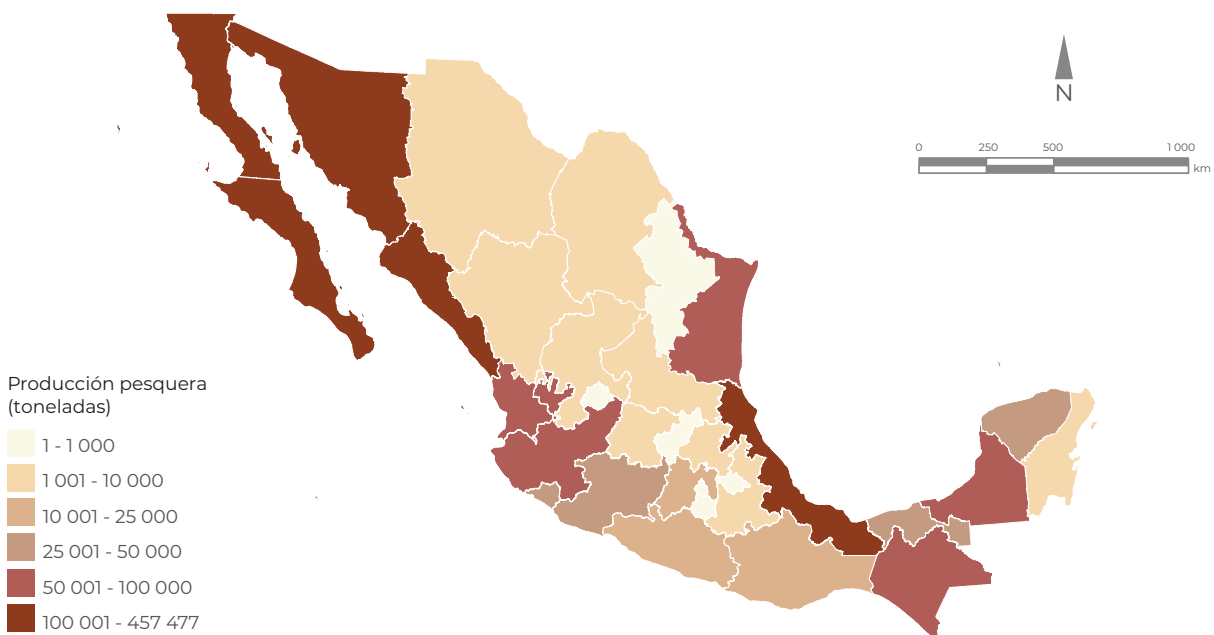 N
0 250 500 1 000
km
Producción pesquera
(toneladas)
1 - 1 000
1 001 - 10 000
10 001 - 25 000
25 001 - 50 000
50 001 - 100 000
100 001 - 457 477